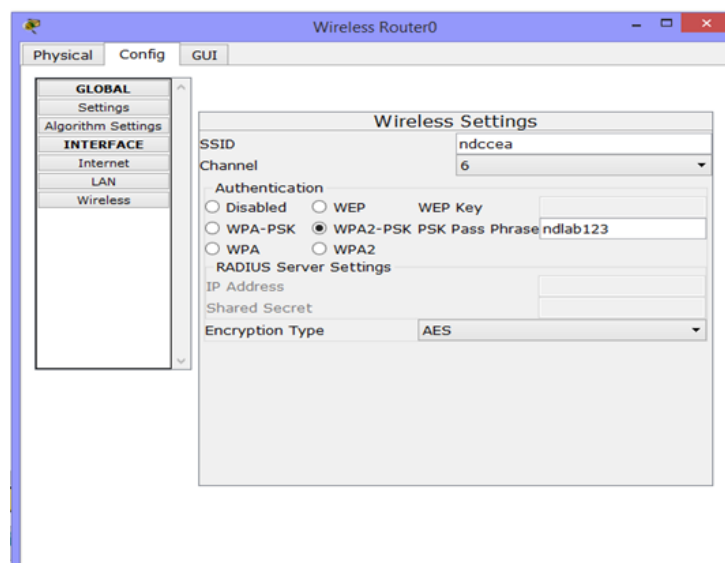 Wireless Router0
Physical Config GUI
GLOBAL
Settings
Algorithm Settings
INTERFACE
Internet
LAN
Wireless
Wireless Settings
SSID ndccea
Channel 6
Authentication
Disabled WEP WEP Key
WPA-PSK WPA2-PSK PSK Pass Phrase ndlab123
WPA WPA2
RADIUS Server Settings
IP Address
Shared Secret
Encryption Type AES